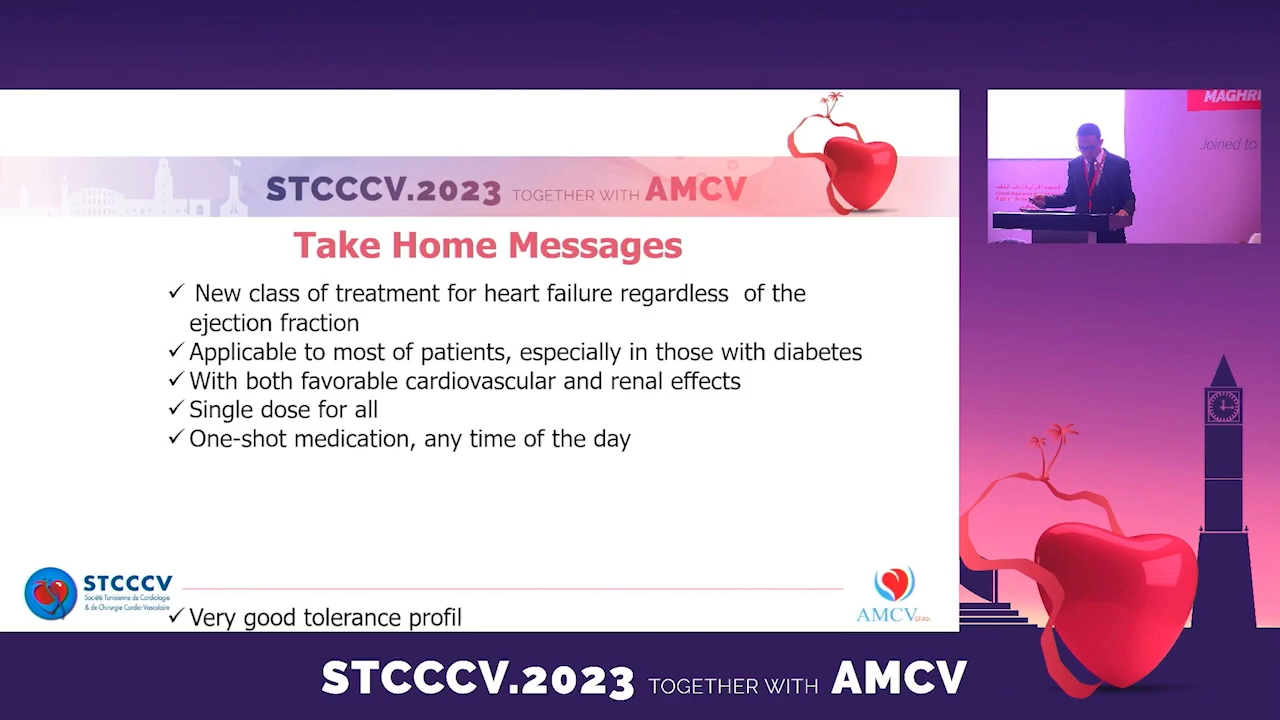 STCCCV.2023 TOGETHER WITH AMCV
Take Home Messages
✓ New class of treatment for heart failure regardless of the
ejection fraction
✓ Applicable to most of patients, especially in those with diabetes
✓ With both favorable cardiovascular and renal effects
✓ Single dose for all
✓ One-shot medication, any time of the day
✓ Very good tolerance profil
STCCCV
Société Tunisienne de Cardiologie
& de Chirurgie Cardio-Vasculaire
AMCV
MAGHRE
Joined to
STCCCV.2023 TOGETHER WITH AMCV